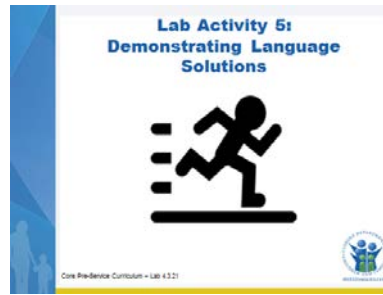 Lab Activity 5:
Demonstrating Language
Solutions
Core Pre-Service Curriculum – Lab 4.3.21